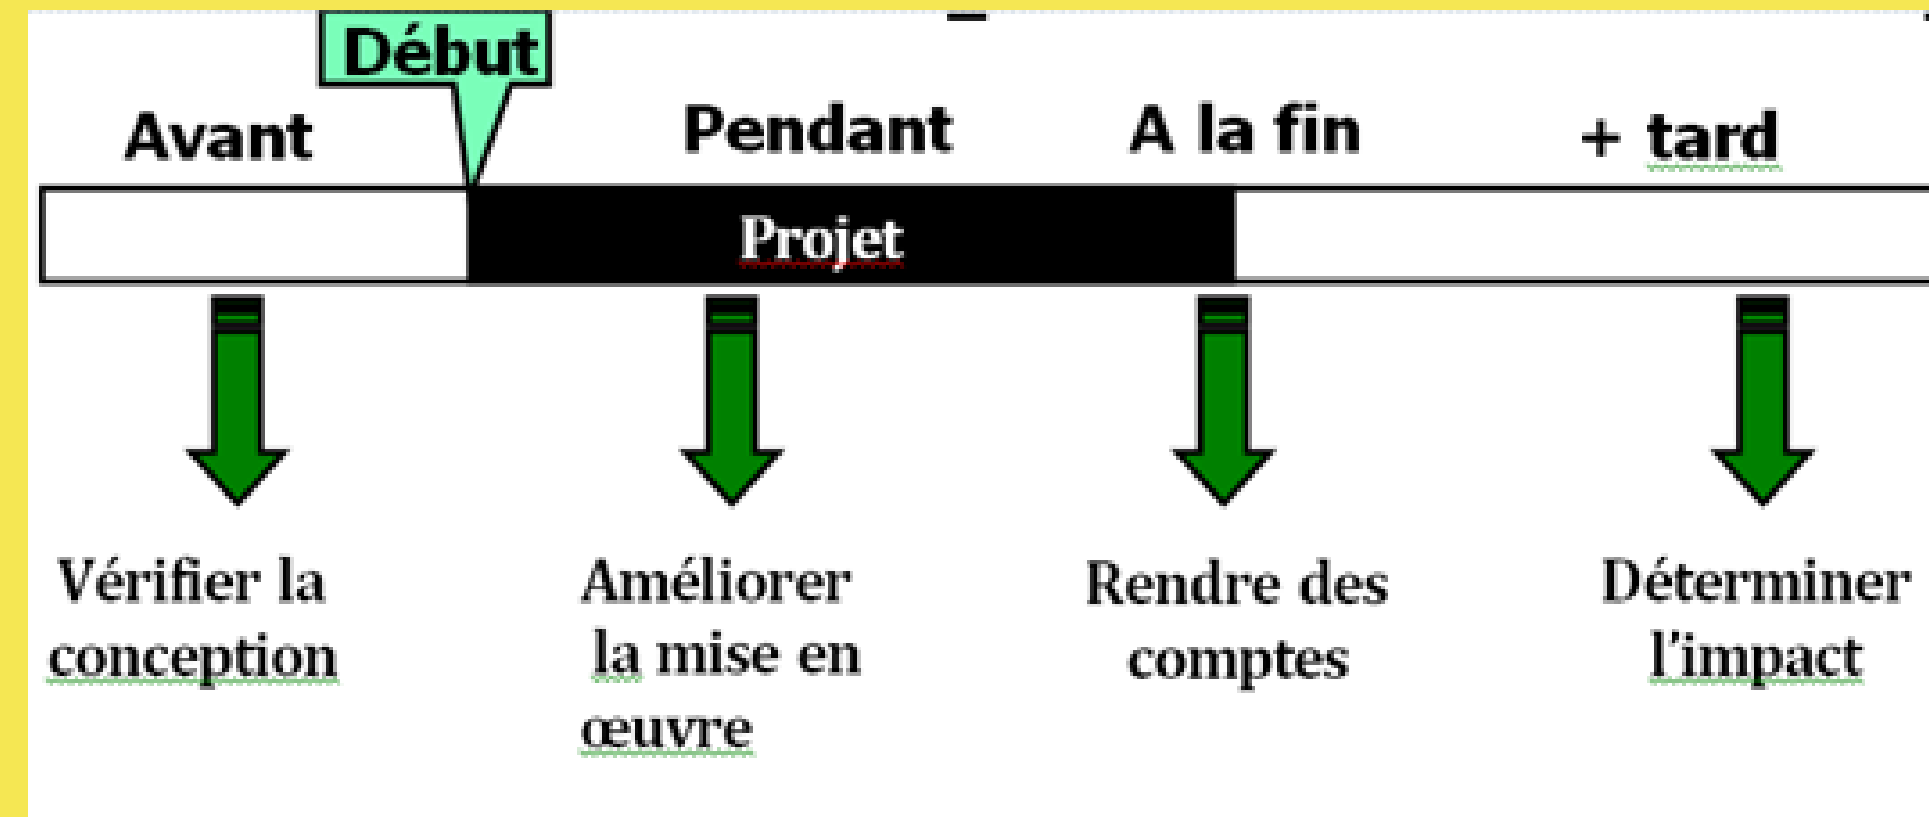 Début
Avant
Pendant
A la fin
+ tard
Projet
Vérifier la
conception
Améliorer
la mise en
œuvre
Rendre des
comptes
Déterminer
l'impact